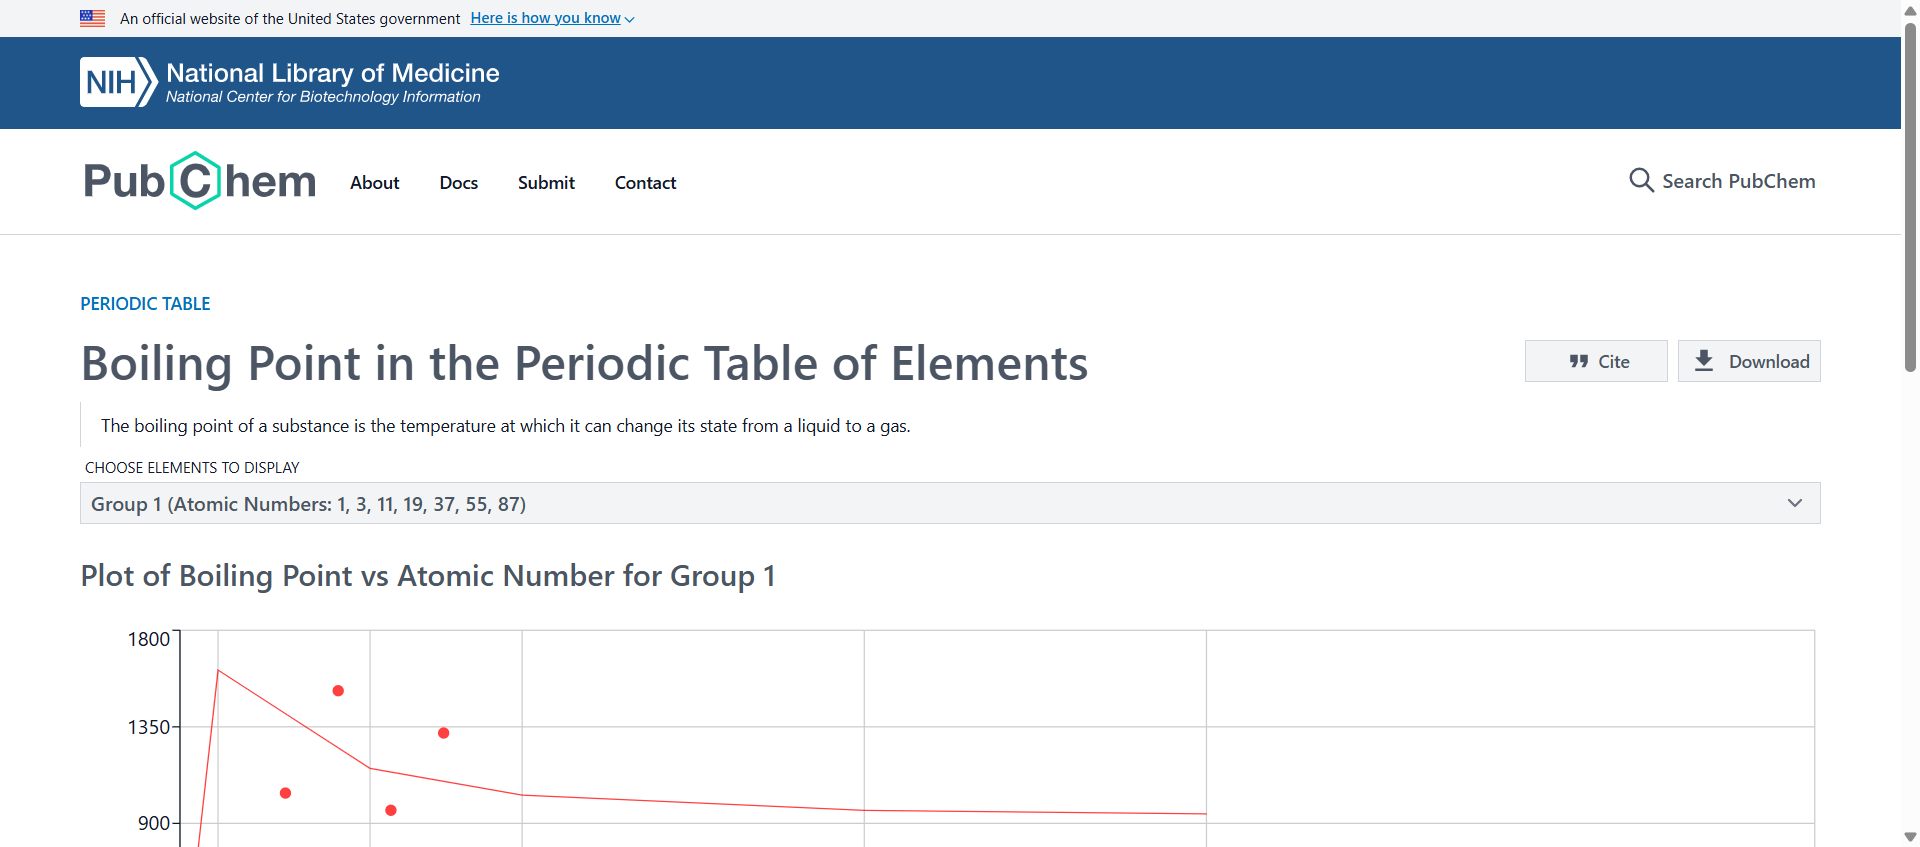 An official website of the United States government Here is how you know
NIH National Library of Medicine
National Center for Biotechnology Information
PubChem About Docs Submit Contact Search PubChem
PERIODIC TABLE
Boiling Point in the Periodic Table of Elements
Cite Download
The boiling point of a substance is the temperature at which it can change its state from a liquid to a gas.
CHOOSE ELEMENTS TO DISPLAY
Group 1 (Atomic Numbers: 1, 3, 11, 19, 37, 55, 87)
Plot of Boiling Point vs Atomic Number for Group 1
1800
1350
900